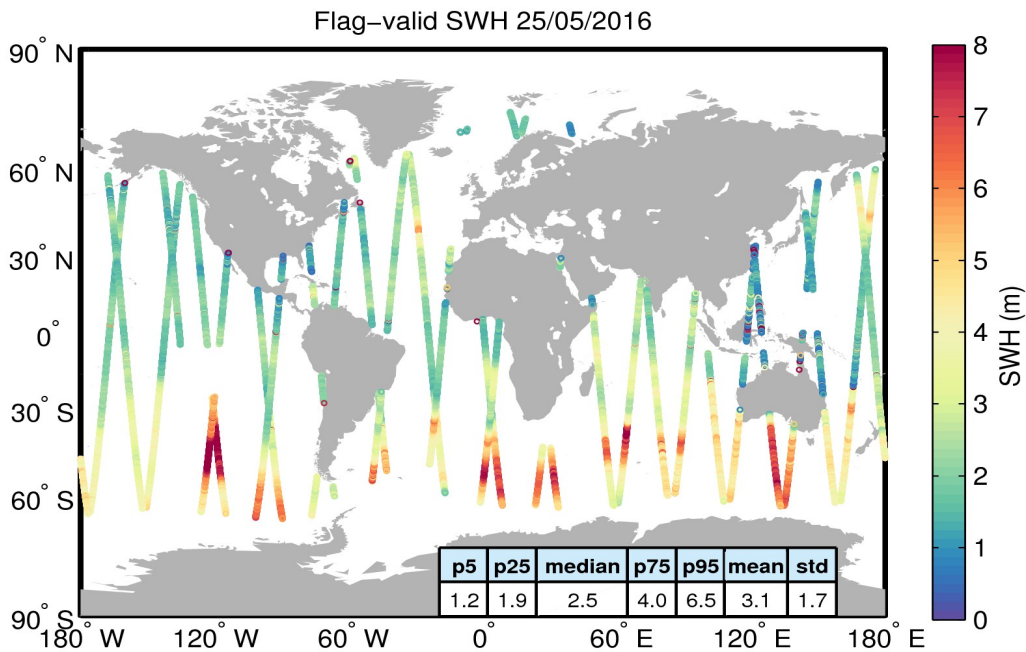 Flag−valid SWH 25/05/2016
90° N
60° N
30° N
0°
30° S
60° S
90° S
180° W
120° W
60° W
0°
60° E
120° E
180° E
p5 p25 median p75 p95 mean std
1.2 1.9 2.5 4.0 6.5 3.1 1.7
8
7
6
5
4
3
2
1
0
SWH (m)